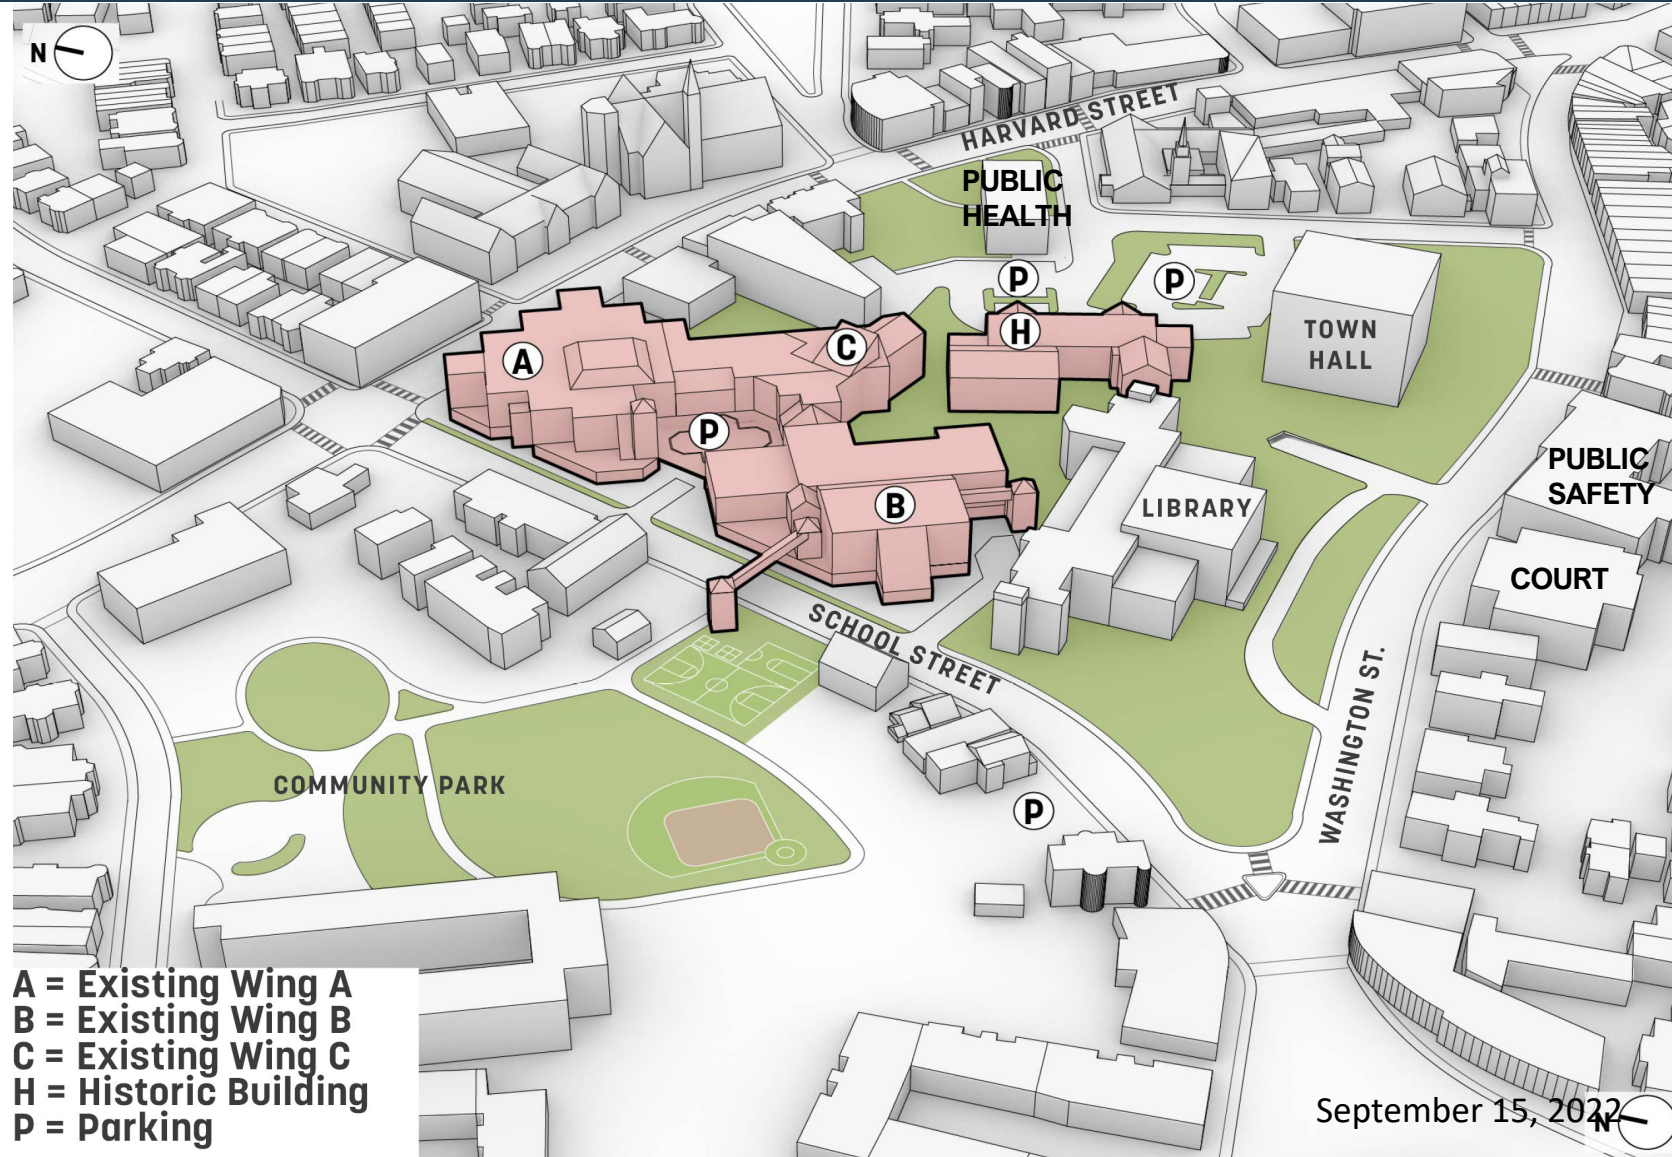 N
HARVARD STREET
PUBLIC
HEALTH
P
P
H
TOWN
HALL
A
C
P
B
LIBRARY
PUBLIC
SAFETY
COURT
SCHOOL STREET
WASHINGTON ST.
COMMUNITY PARK
P
A = Existing Wing A
B = Existing Wing B
C = Existing Wing C
H = Historic Building
P = Parking
September 15, 2022
N